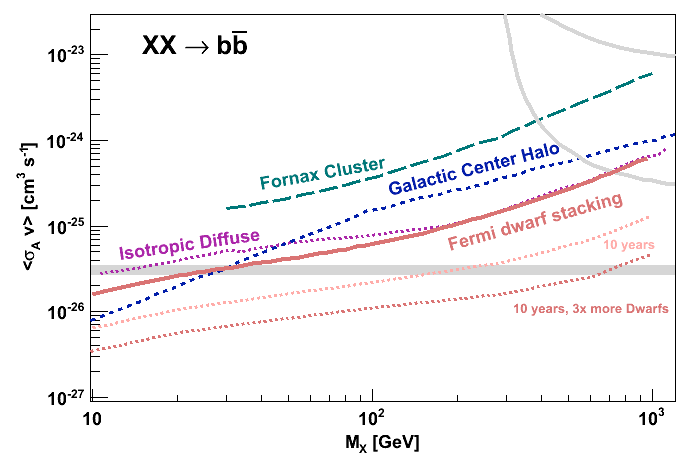 XX → bb̅
10⁻²³
10⁻²⁴
10⁻²⁵
10⁻²⁶
10⁻²⁷
<σ_A v> [cm³ s⁻¹]
Fornax Cluster
Galactic Center Halo
Isotropic Diffuse
Fermi dwarf stacking
10 years
10 years, 3x more Dwarfs
10
10²
10³
M_X [GeV]